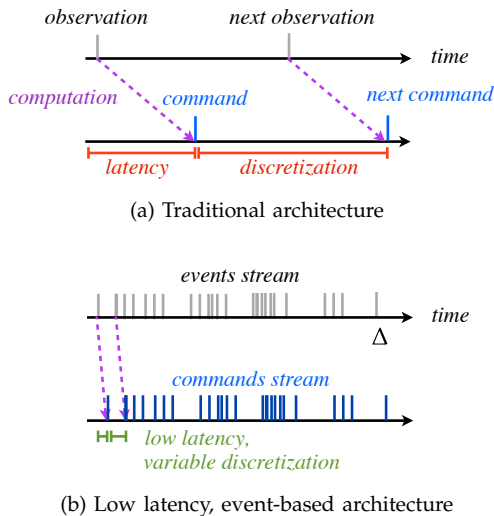 observation
next observation
time
computation
command
next command
latency
discretization
(a) Traditional architecture
events stream
time
Δ
commands stream
low latency,
variable discretization
(b) Low latency, event-based architecture